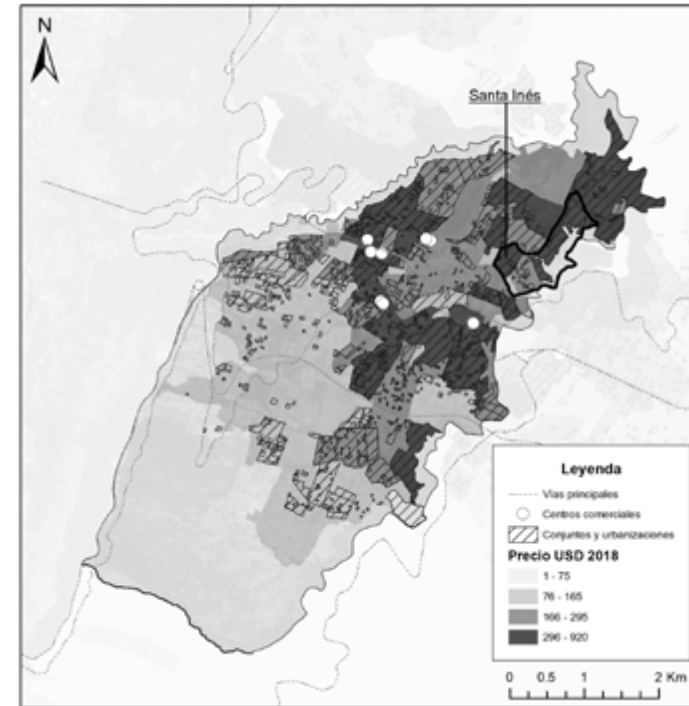 N
Santa Inés
Leyenda
Vías principales
Centros comerciales
Conjuntos y urbanizaciones
Precio USD 2018
1 - 75
76 - 165
166 - 295
296 - 920
0 0.5 1 2 Km